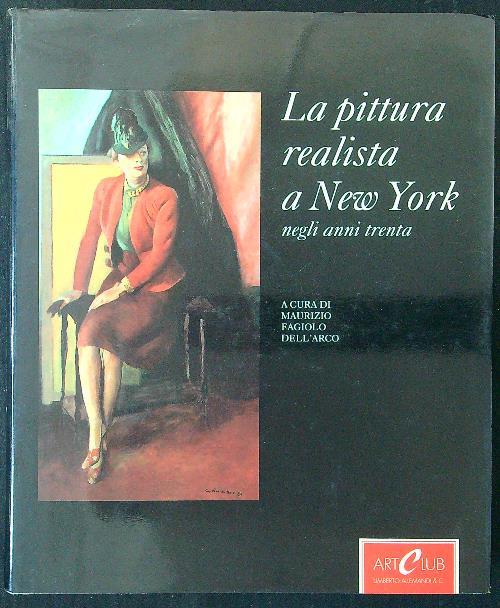 La pittura
realista
a New York
negli anni trenta
A CURA DI
MAURIZIO
FAGIOLO
DELL'ARCO
ART CLUB
UMBERTO ALLEMANDI & C.